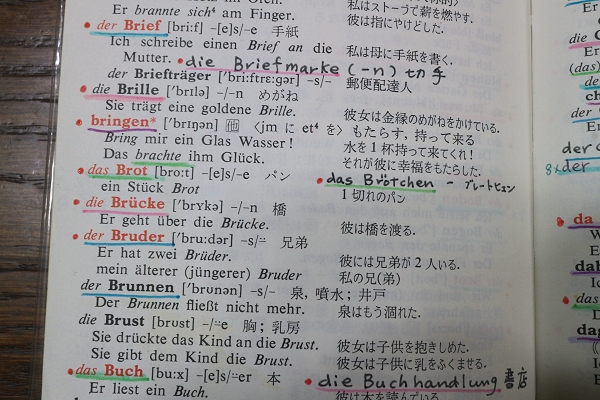 Er brannte sich⁴ am Finger. 彼は指にやけどした.
私はストーブで薪を燃やす.
der Brief [bri:f] -[e]s/-e 手紙
Ich schreibe einen Brief an die Mutter. 私は母に手紙を書く.
die Briefmarke (-n) 切手
der Briefträger ['bri:ftrɛ:gər] -s/- 郵便配達人
die Brille ['brɪlə] -/-n めがね
Sie trägt eine goldene Brille. 彼女は金縁のめがねをかけている.
bringen* ['brɪŋən] 他 〈jm に et⁴ を〉 もたらす, 持って来る
Bring mir ein Glas Wasser! 水を1杯持って来てくれ!
Das brachte ihm Glück. それが彼に幸福をもたらした.
das Brot [bro:t] -[e]s/-e パン
das Brötchen - ブレートヒェン
ein Stück Brot 1切れのパン
die Brücke ['brʏkə] -/-n 橋
Er geht über die Brücke. 彼は橋を渡る.
der Bruder ['bru:dər] -s/⸚ 兄弟
Er hat zwei Brüder. 彼には兄弟が2人いる.
mein älterer (jüngerer) Bruder 私の兄(弟)
der Brunnen ['brʊnən] -s/- 泉, 噴水; 井戸
Der Brunnen fließt nicht mehr. 泉はもう涸れた.
die Brust [brʊst] -/⸚e 胸; 乳房
Sie drückte das Kind an die Brust. 彼女は子供を抱きしめた.
Sie gibt dem Kind die Brust. 彼女は子供に乳をふくませる.
das Buch [bu:x] -[e]s/⸚er 本
die Buchhandlung 書店
Er liest ein Buch. 彼は本を読んでいる.